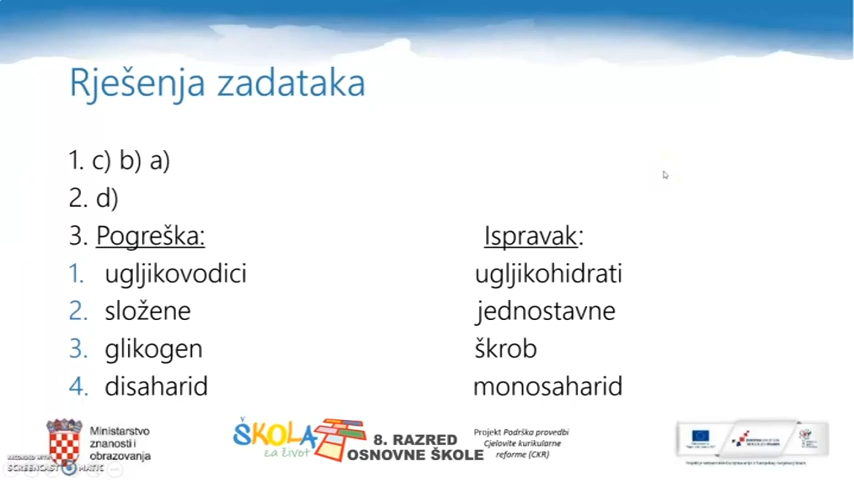 Rješenja zadataka
1. c) b) a)
2. d)
3. Pogreška: Ispravak:
1. ugljikovodici ugljikohidrati
2. složene jednostavne
3. glikogen škrob
4. disaharid monosaharid
Ministarstvo
znanosti i
obrazovanja
ŠKOLA
za život
8. RAZRED
OSNOVNE ŠKOLE
Projekt Podrška provedbi
Cjelovite kurikularne
reforme (CKR)
RECORDED WITH
SCREENCAST MATIC